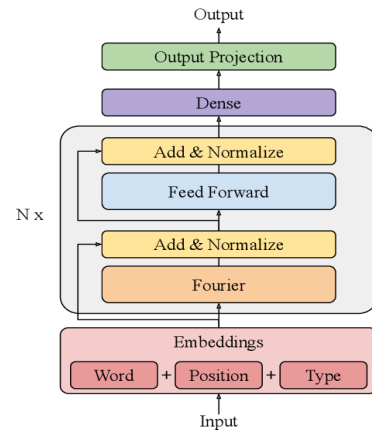 Output
Output Projection
Dense
Add & Normalize
Feed Forward
N x
Add & Normalize
Fourier
Embeddings
Word + Position + Type
Input